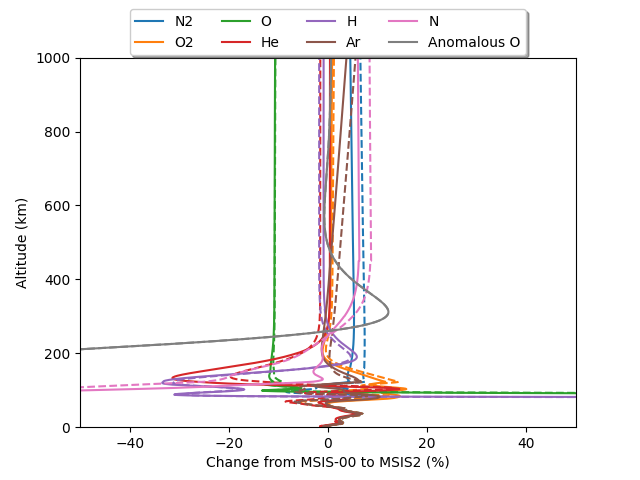 N2 O H N
O2 He Ar Anomalous O
1000
800
600
400
200
0
Altitude (km)
−40 −20 0 20 40
Change from MSIS-00 to MSIS2 (%)